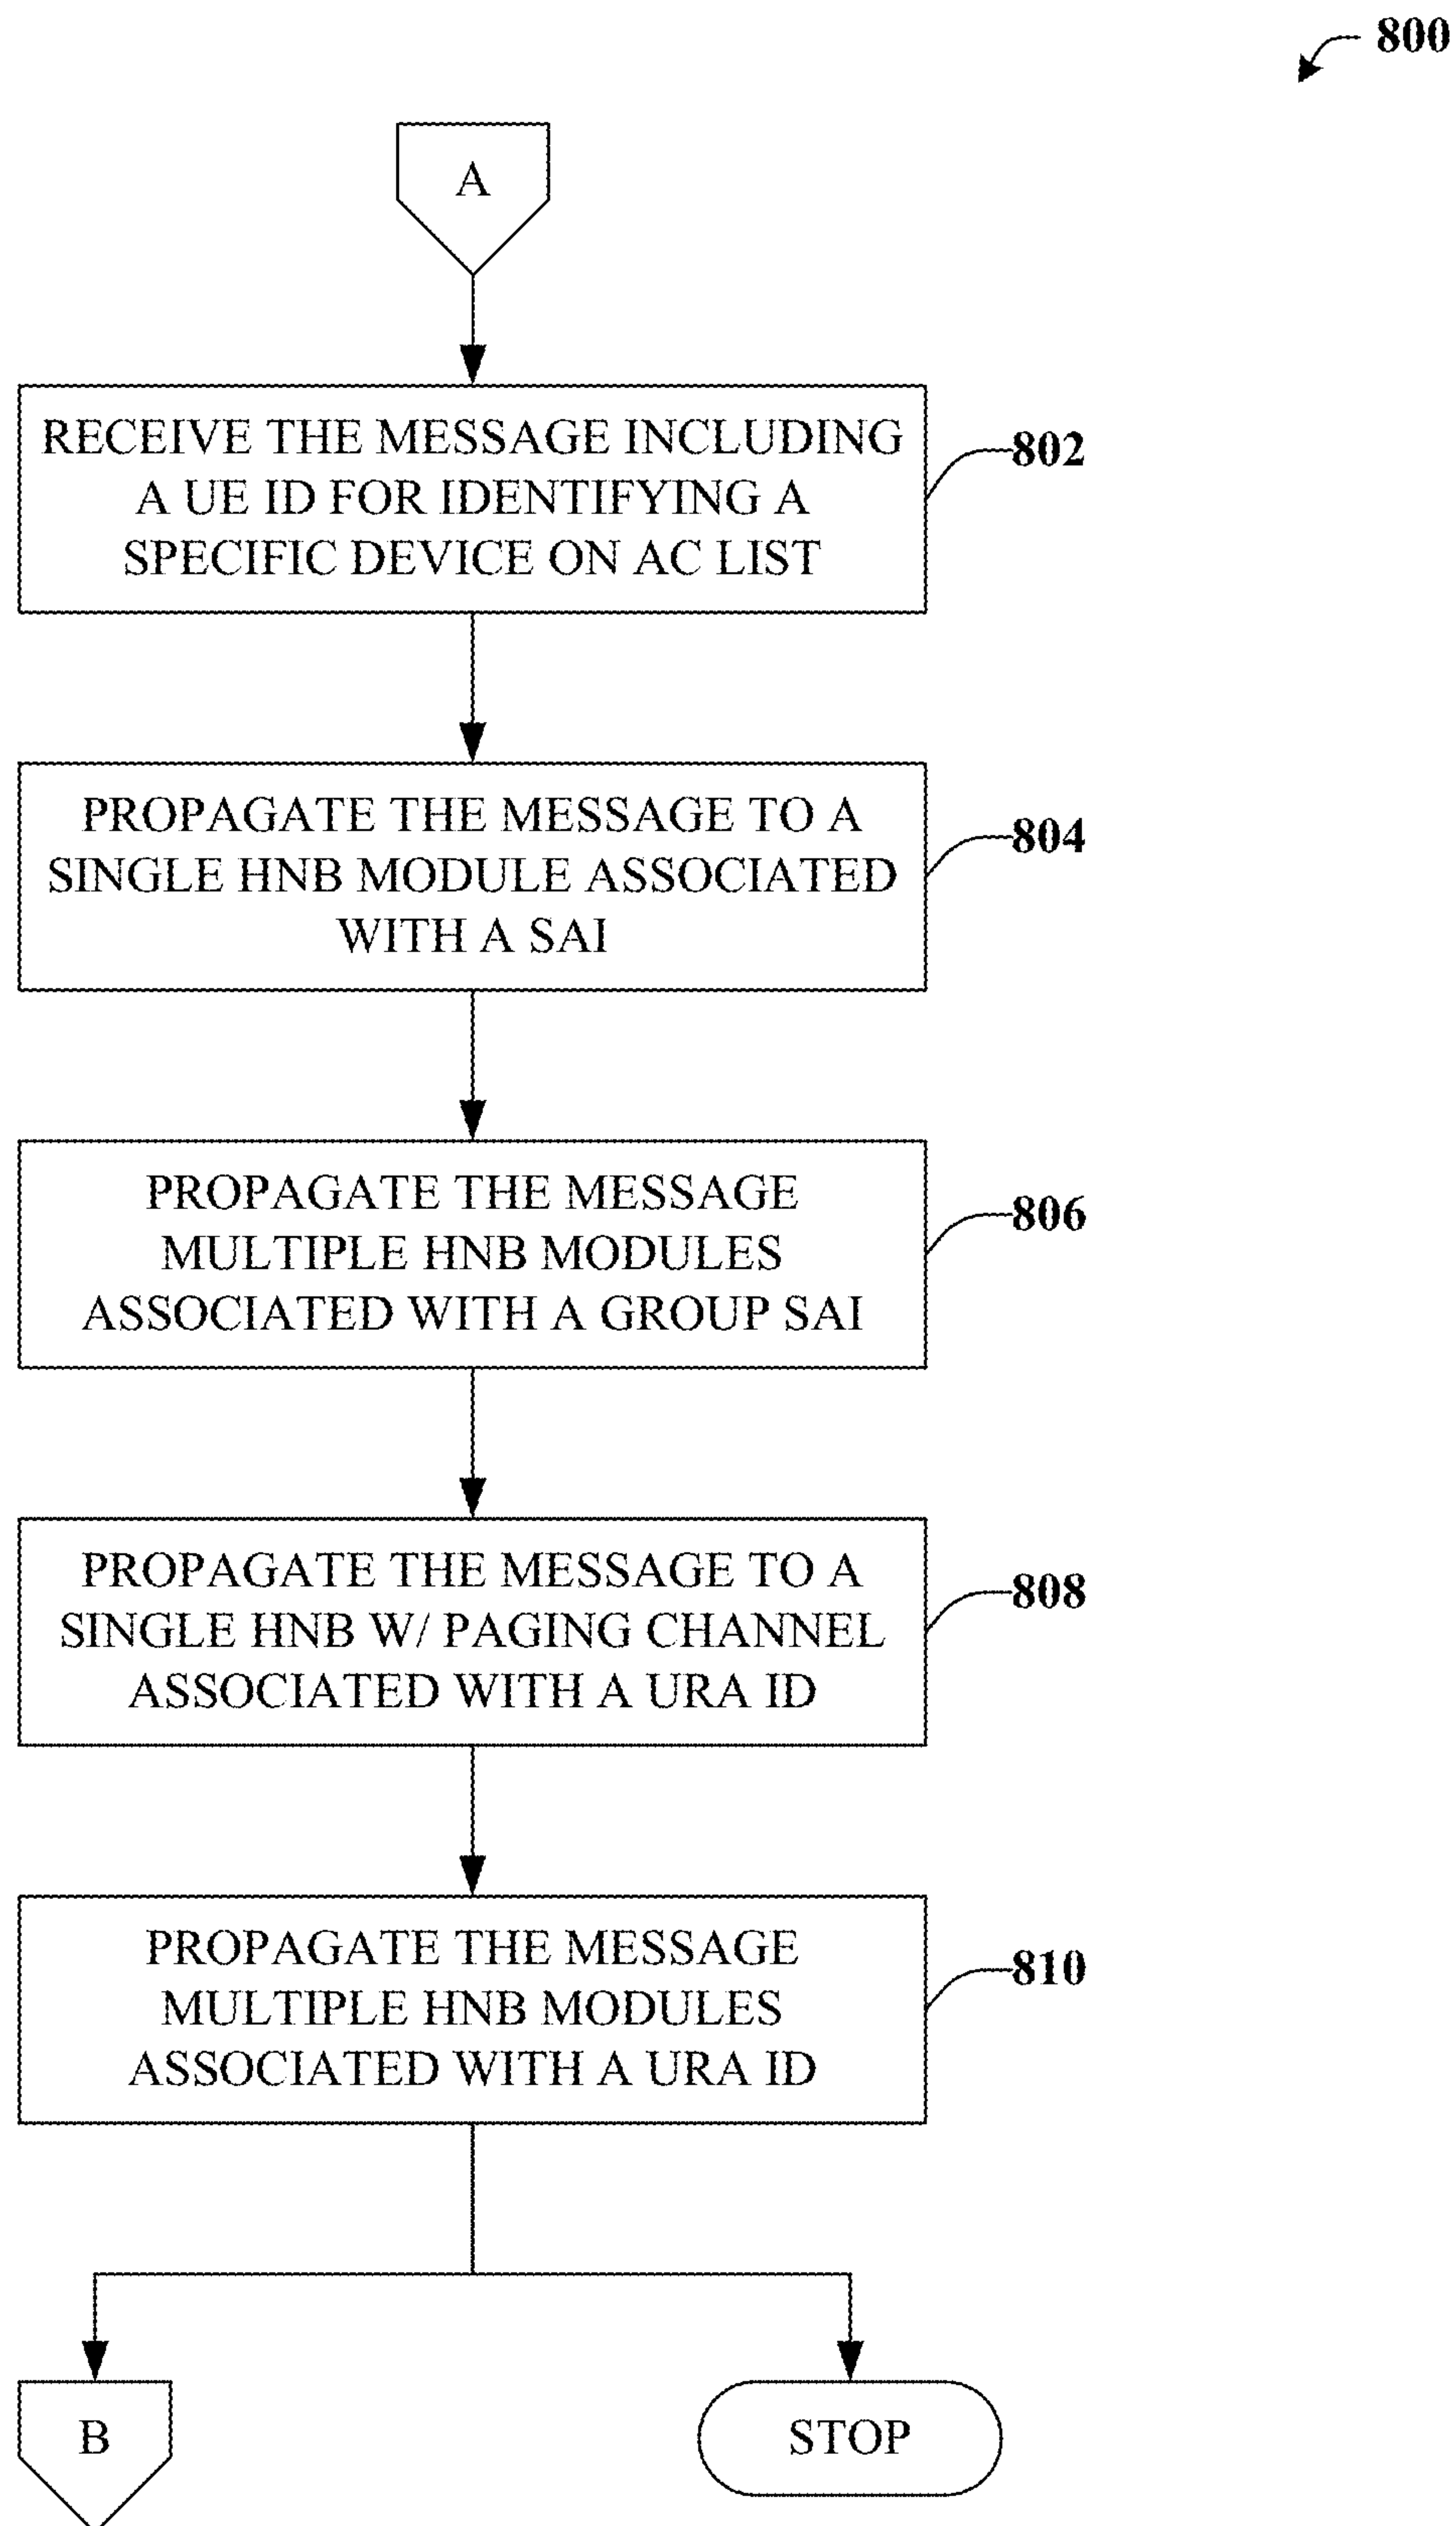 800
A
RECEIVE THE MESSAGE INCLUDING
A UE ID FOR IDENTIFYING A
SPECIFIC DEVICE ON AC LIST
802
PROPAGATE THE MESSAGE TO A
SINGLE HNB MODULE ASSOCIATED
WITH A SAI
804
PROPAGATE THE MESSAGE
MULTIPLE HNB MODULES
ASSOCIATED WITH A GROUP SAI
806
PROPAGATE THE MESSAGE TO A
SINGLE HNB W/ PAGING CHANNEL
ASSOCIATED WITH A URA ID
808
PROPAGATE THE MESSAGE
MULTIPLE HNB MODULES
ASSOCIATED WITH A URA ID
810
B
STOP